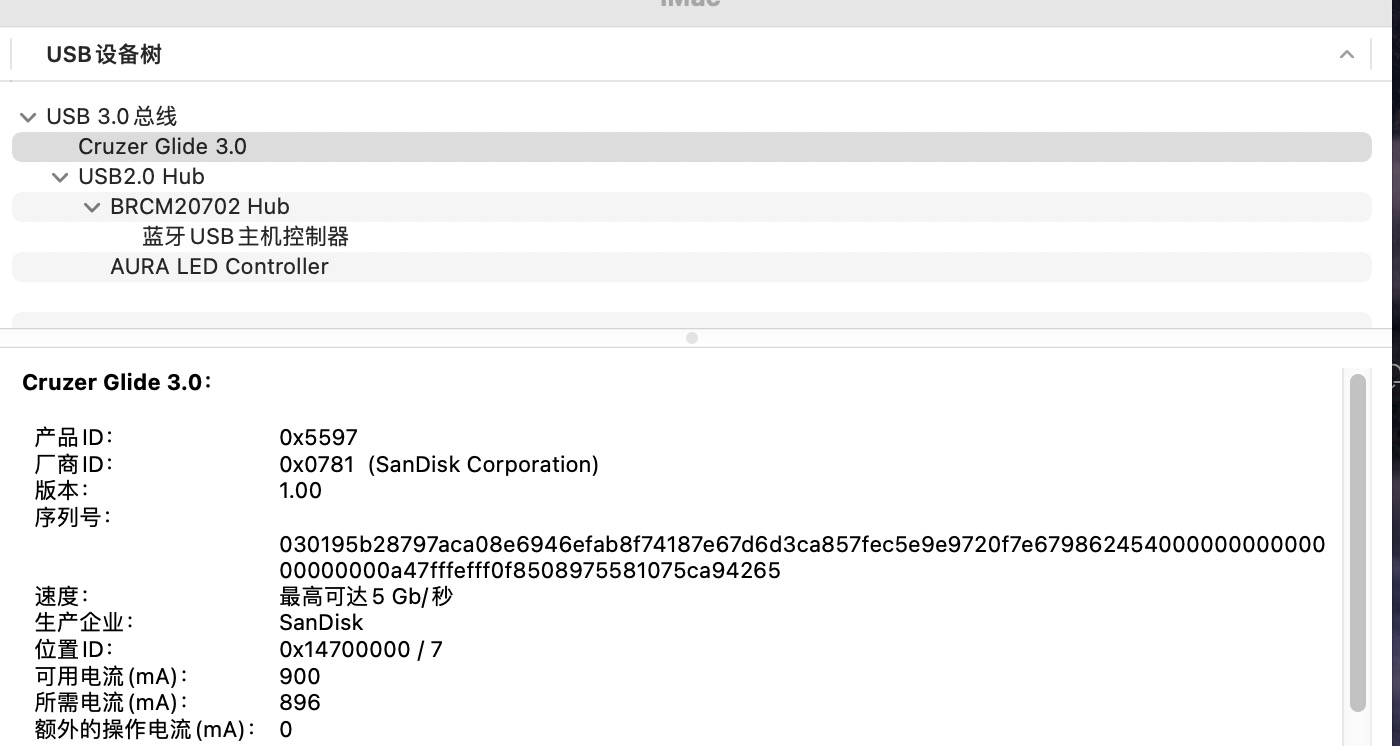 iMac
USB设备树
USB 3.0总线
Cruzer Glide 3.0
USB2.0 Hub
BRCM20702 Hub
蓝牙USB主机控制器
AURA LED Controller
Cruzer Glide 3.0：
产品ID： 0x5597
厂商ID： 0x0781 (SanDisk Corporation)
版本： 1.00
序列号：
030195b28797aca08e6946efab8f74187e67d6d3ca857fec5e9e9720f7e679862454000000000000
00000000a47fffefff0f8508975581075ca94265
速度： 最高可达5 Gb/秒
生产企业： SanDisk
位置ID： 0x14700000 / 7
可用电流(mA)： 900
所需电流(mA)： 896
额外的操作电流(mA)： 0